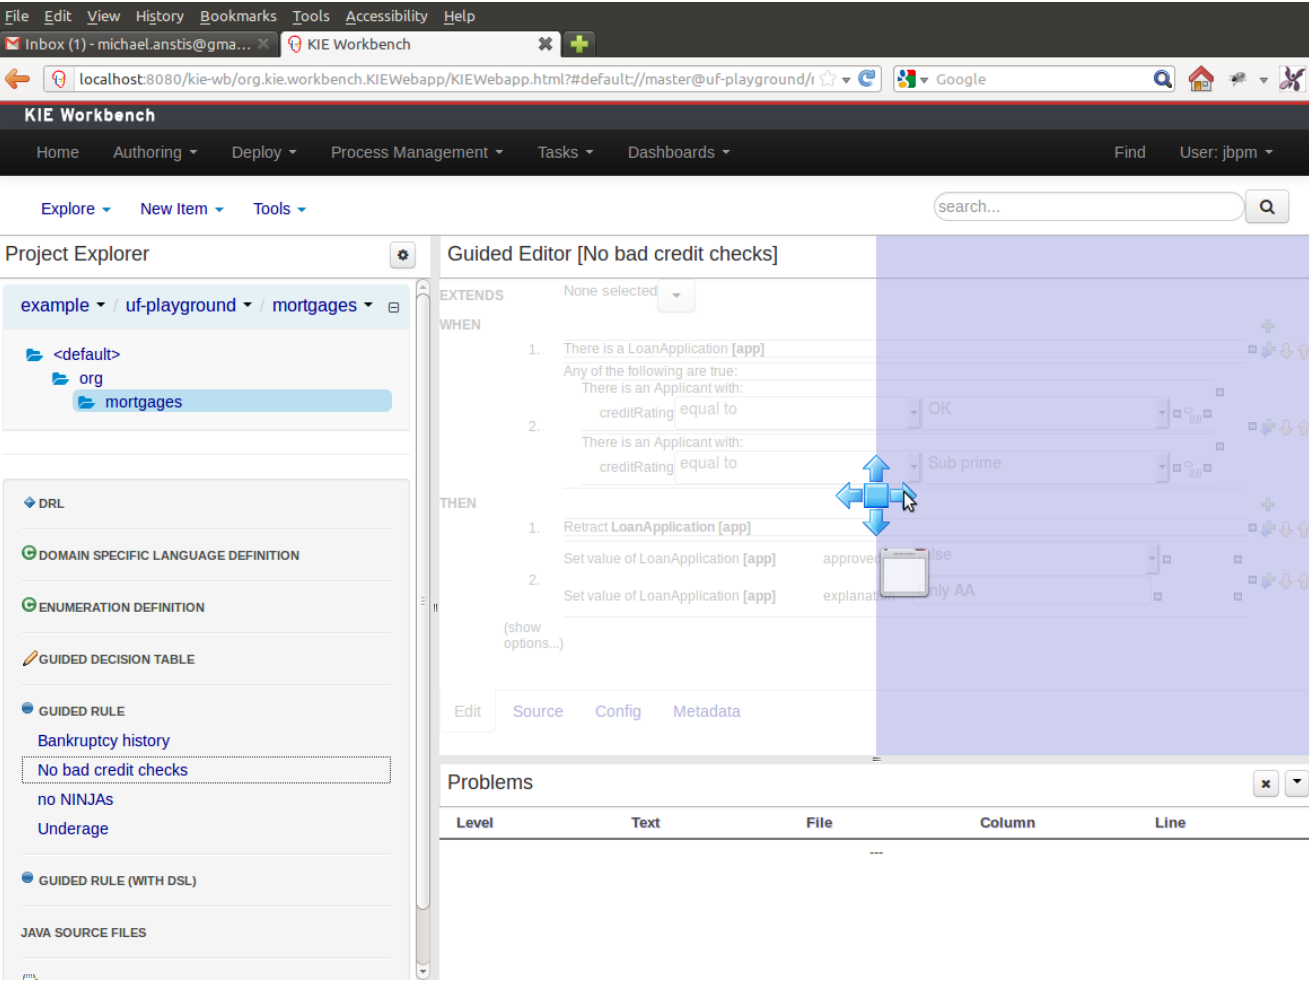 File Edit View History Bookmarks Tools Accessibility Help
Inbox (1) - michael.anstis@gma... KIE Workbench
localhost:8080/kie-wb/org.kie.workbench.KIEWebapp/KIEWebapp.html?#default://master@uf-playground/ Google
KIE Workbench
Home Authoring Deploy Process Management Tasks Dashboards Find User: jbpm
Explore New Item Tools search...
Project Explorer
example / uf-playground / mortgages
<default>
org
mortgages
DRL
DOMAIN SPECIFIC LANGUAGE DEFINITION
ENUMERATION DEFINITION
GUIDED DECISION TABLE
GUIDED RULE
Bankruptcy history
No bad credit checks
no NINJAs
Underage
GUIDED RULE (WITH DSL)
JAVA SOURCE FILES
Guided Editor [No bad credit checks]
EXTENDS None selected
WHEN
1. There is a LoanApplication [app]
Any of the following are true:
There is an Applicant with:
creditRating equal to OK
2.
There is an Applicant with:
creditRating equal to Sub prime
THEN
1. Retract LoanApplication [app]
Set value of LoanApplication [app] approved
2.
Set value of LoanApplication [app] AA
(show
options...)
Edit Source Config Metadata
Problems
Level Text File Column Line
---